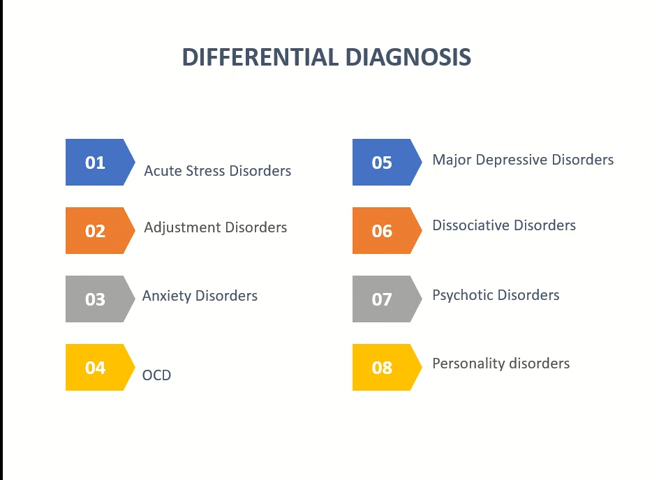 DIFFERENTIAL DIAGNOSIS
01
Acute Stress Disorders
02
Adjustment Disorders
03
Anxiety Disorders
04
OCD
05
Major Depressive Disorders
06
Dissociative Disorders
07
Psychotic Disorders
08
Personality disorders